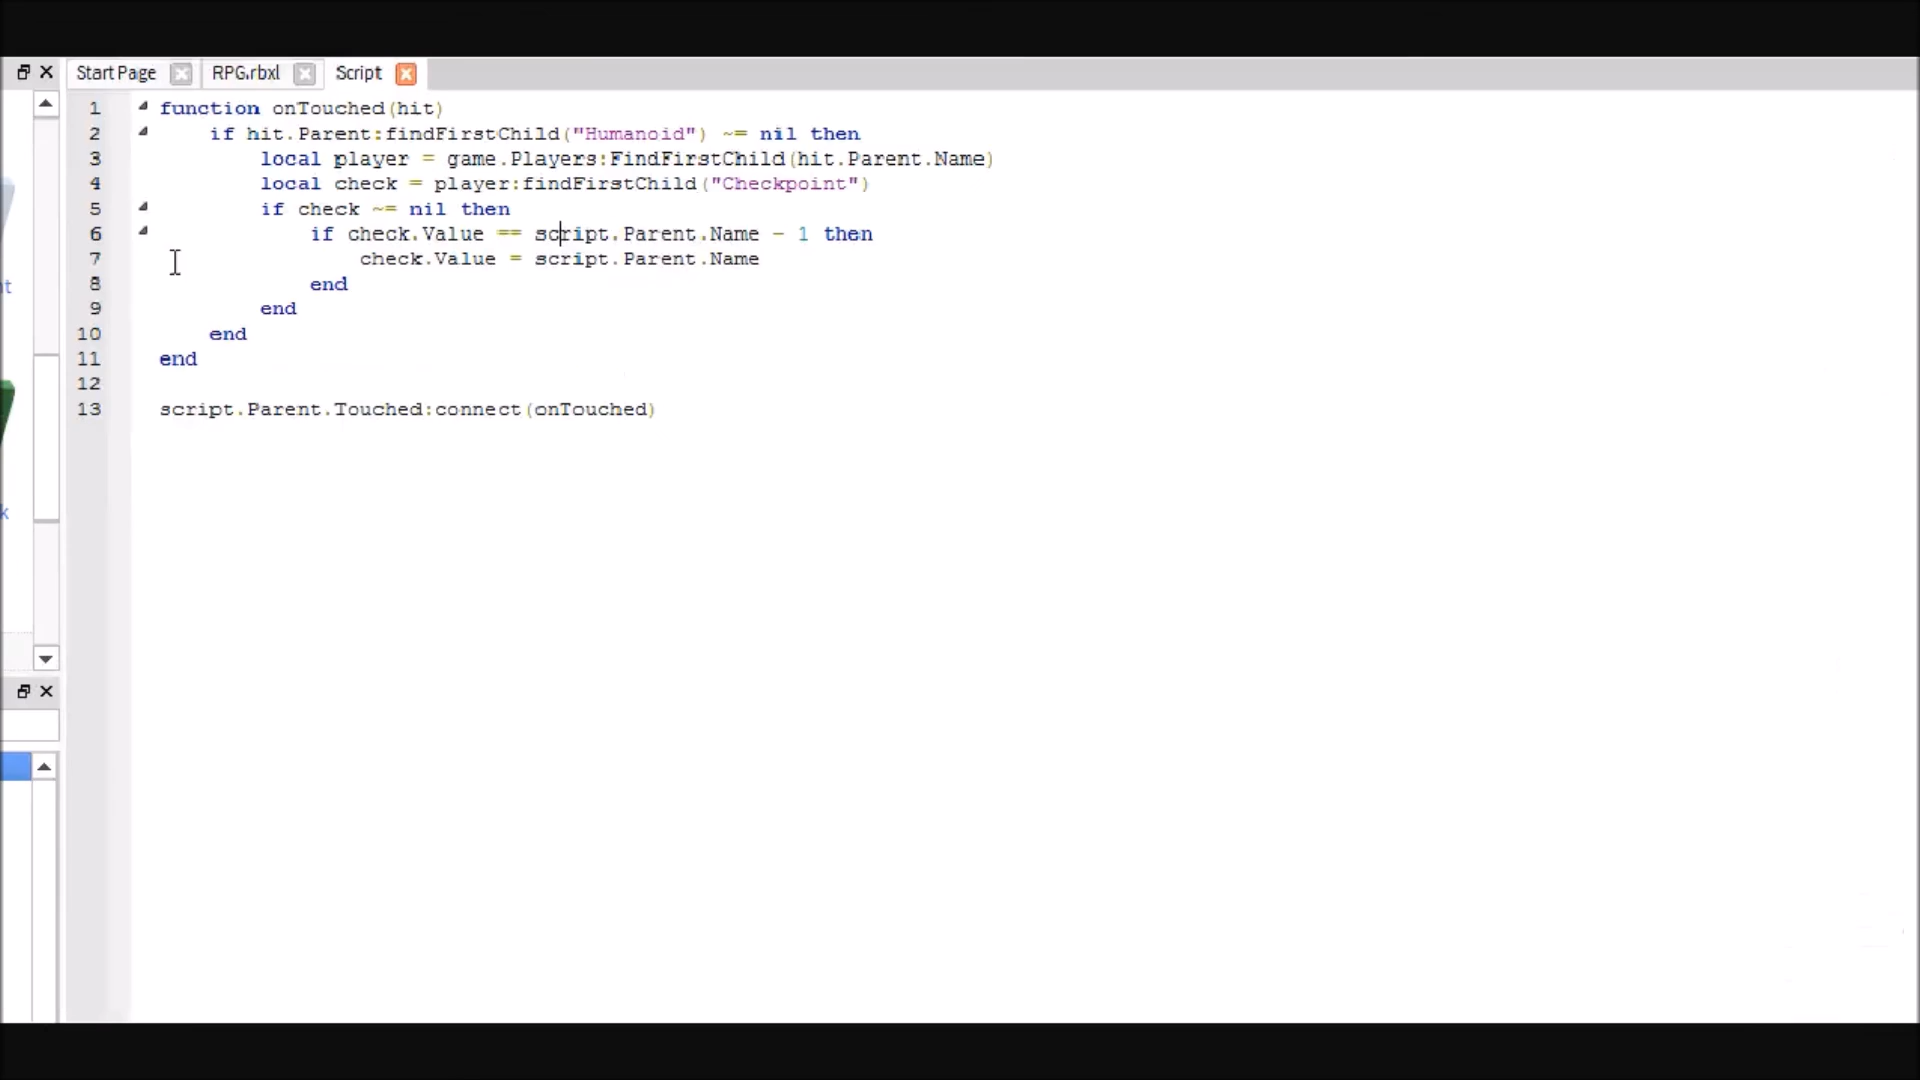 Start Page RPG.rbxl Script
1 function onTouched(hit)
2 if hit.Parent:findFirstChild("Humanoid") ~= nil then
3 local player = game.Players:FindFirstChild(hit.Parent.Name)
4 local check = player:findFirstChild("Checkpoint")
5 if check ~= nil then
6 if check.Value == script.Parent.Name - 1 then
7 check.Value = script.Parent.Name
8 end
9 end
10 end
11 end
12
13 script.Parent.Touched:connect(onTouched)